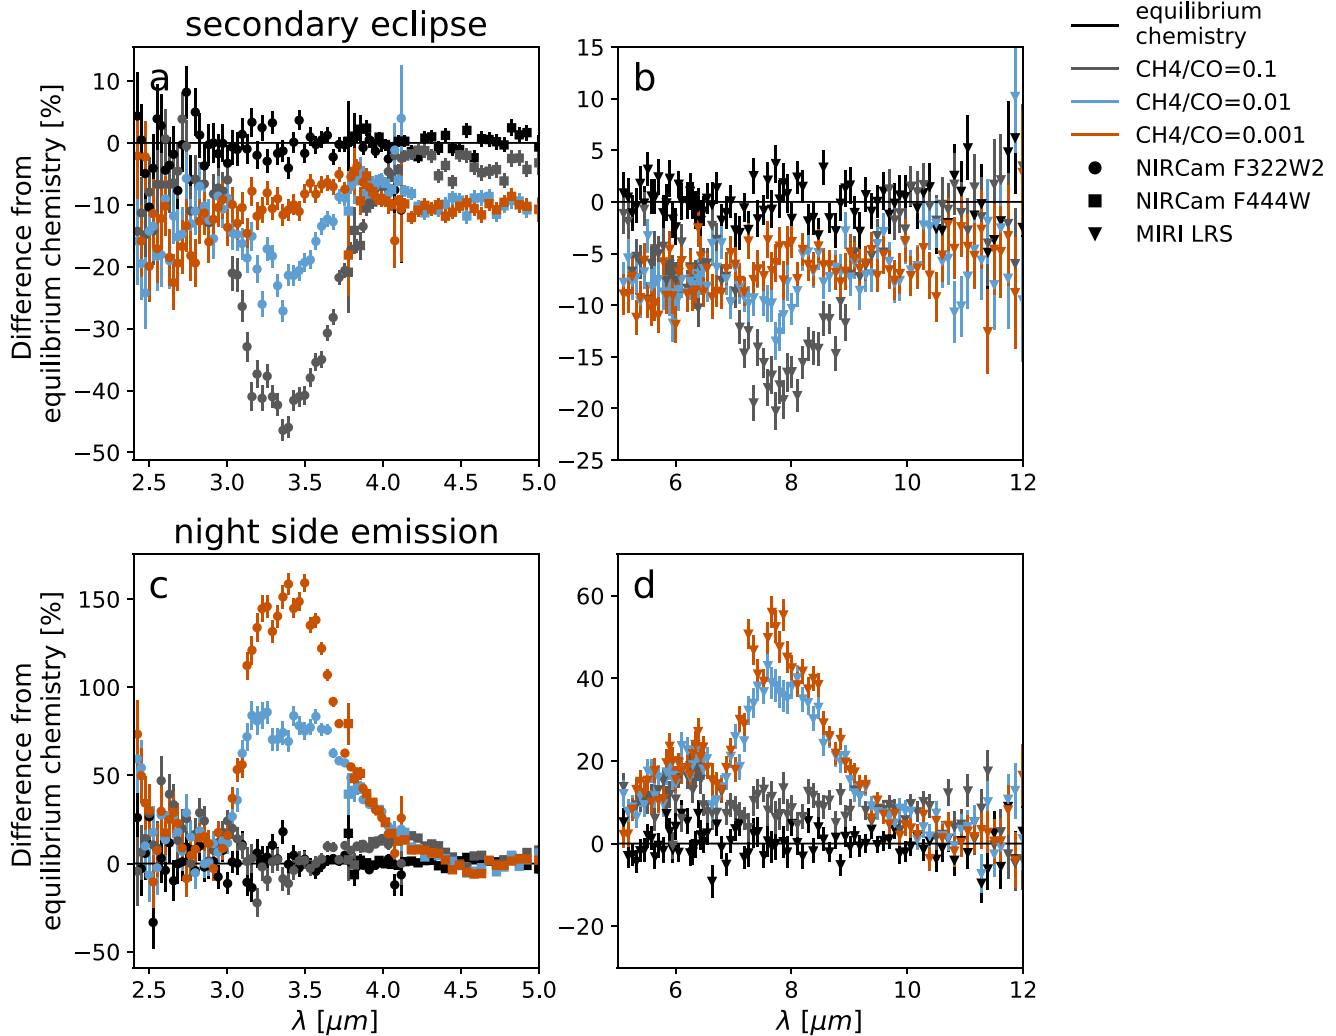 secondary eclipse
a
b
10
0
−10
−20
−30
−40
−50
Difference from
equilibrium chemistry [%]
2.5
3.0
3.5
4.0
4.5
5.0
15
10
5
0
−5
−10
−15
−20
−25
6
8
10
12
equilibrium
chemistry
CH4/CO=0.1
CH4/CO=0.01
CH4/CO=0.001
NIRCam F322W2
NIRCam F444W
MIRI LRS
night side emission
c
d
150
100
50
0
−50
Difference from
equilibrium chemistry [%]
2.5
3.0
3.5
4.0
4.5
5.0
λ [μm]
60
40
20
0
−20
6
8
10
12
λ [μm]